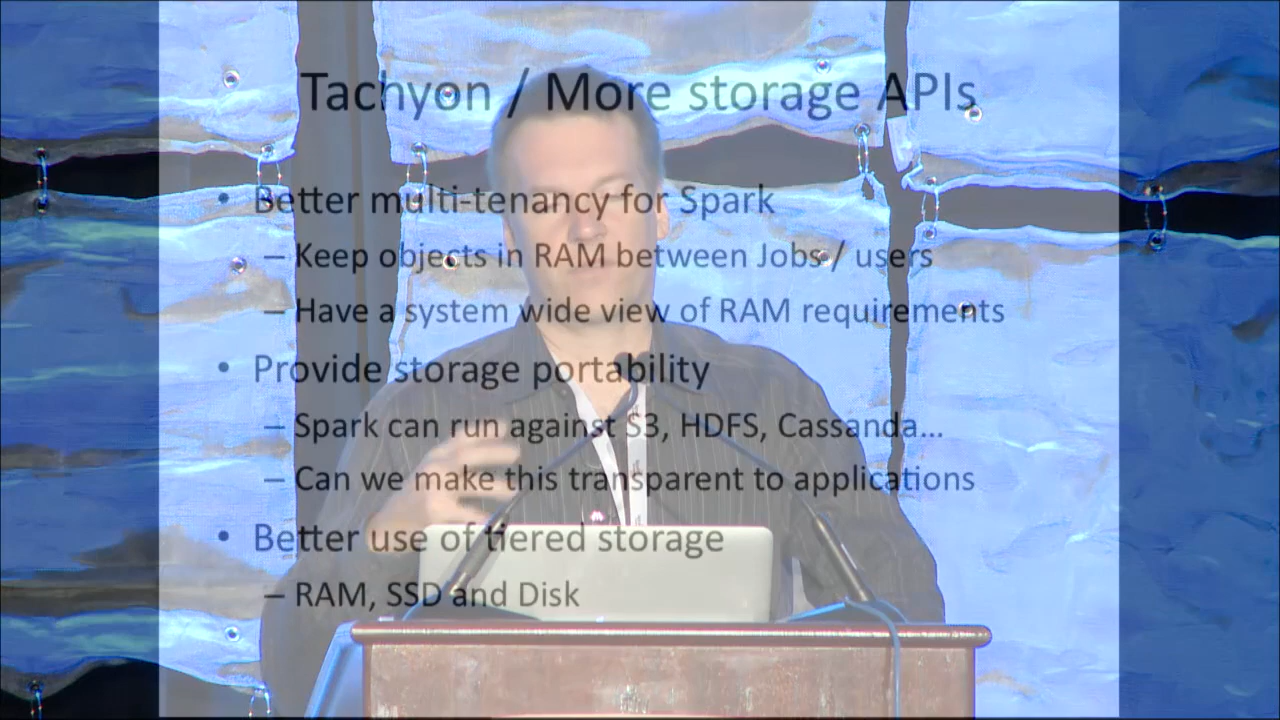 Tachyon / More storage APIs
• Better multi-tenancy for Spark
– Keep objects in RAM between Jobs / users
– Have a system wide view of RAM requirements
• Provide storage portability
– Spark can run against S3, HDFS, Cassanda...
– Can we make this transparent to applications
• Better use of tiered storage
– RAM, SSD and Disk